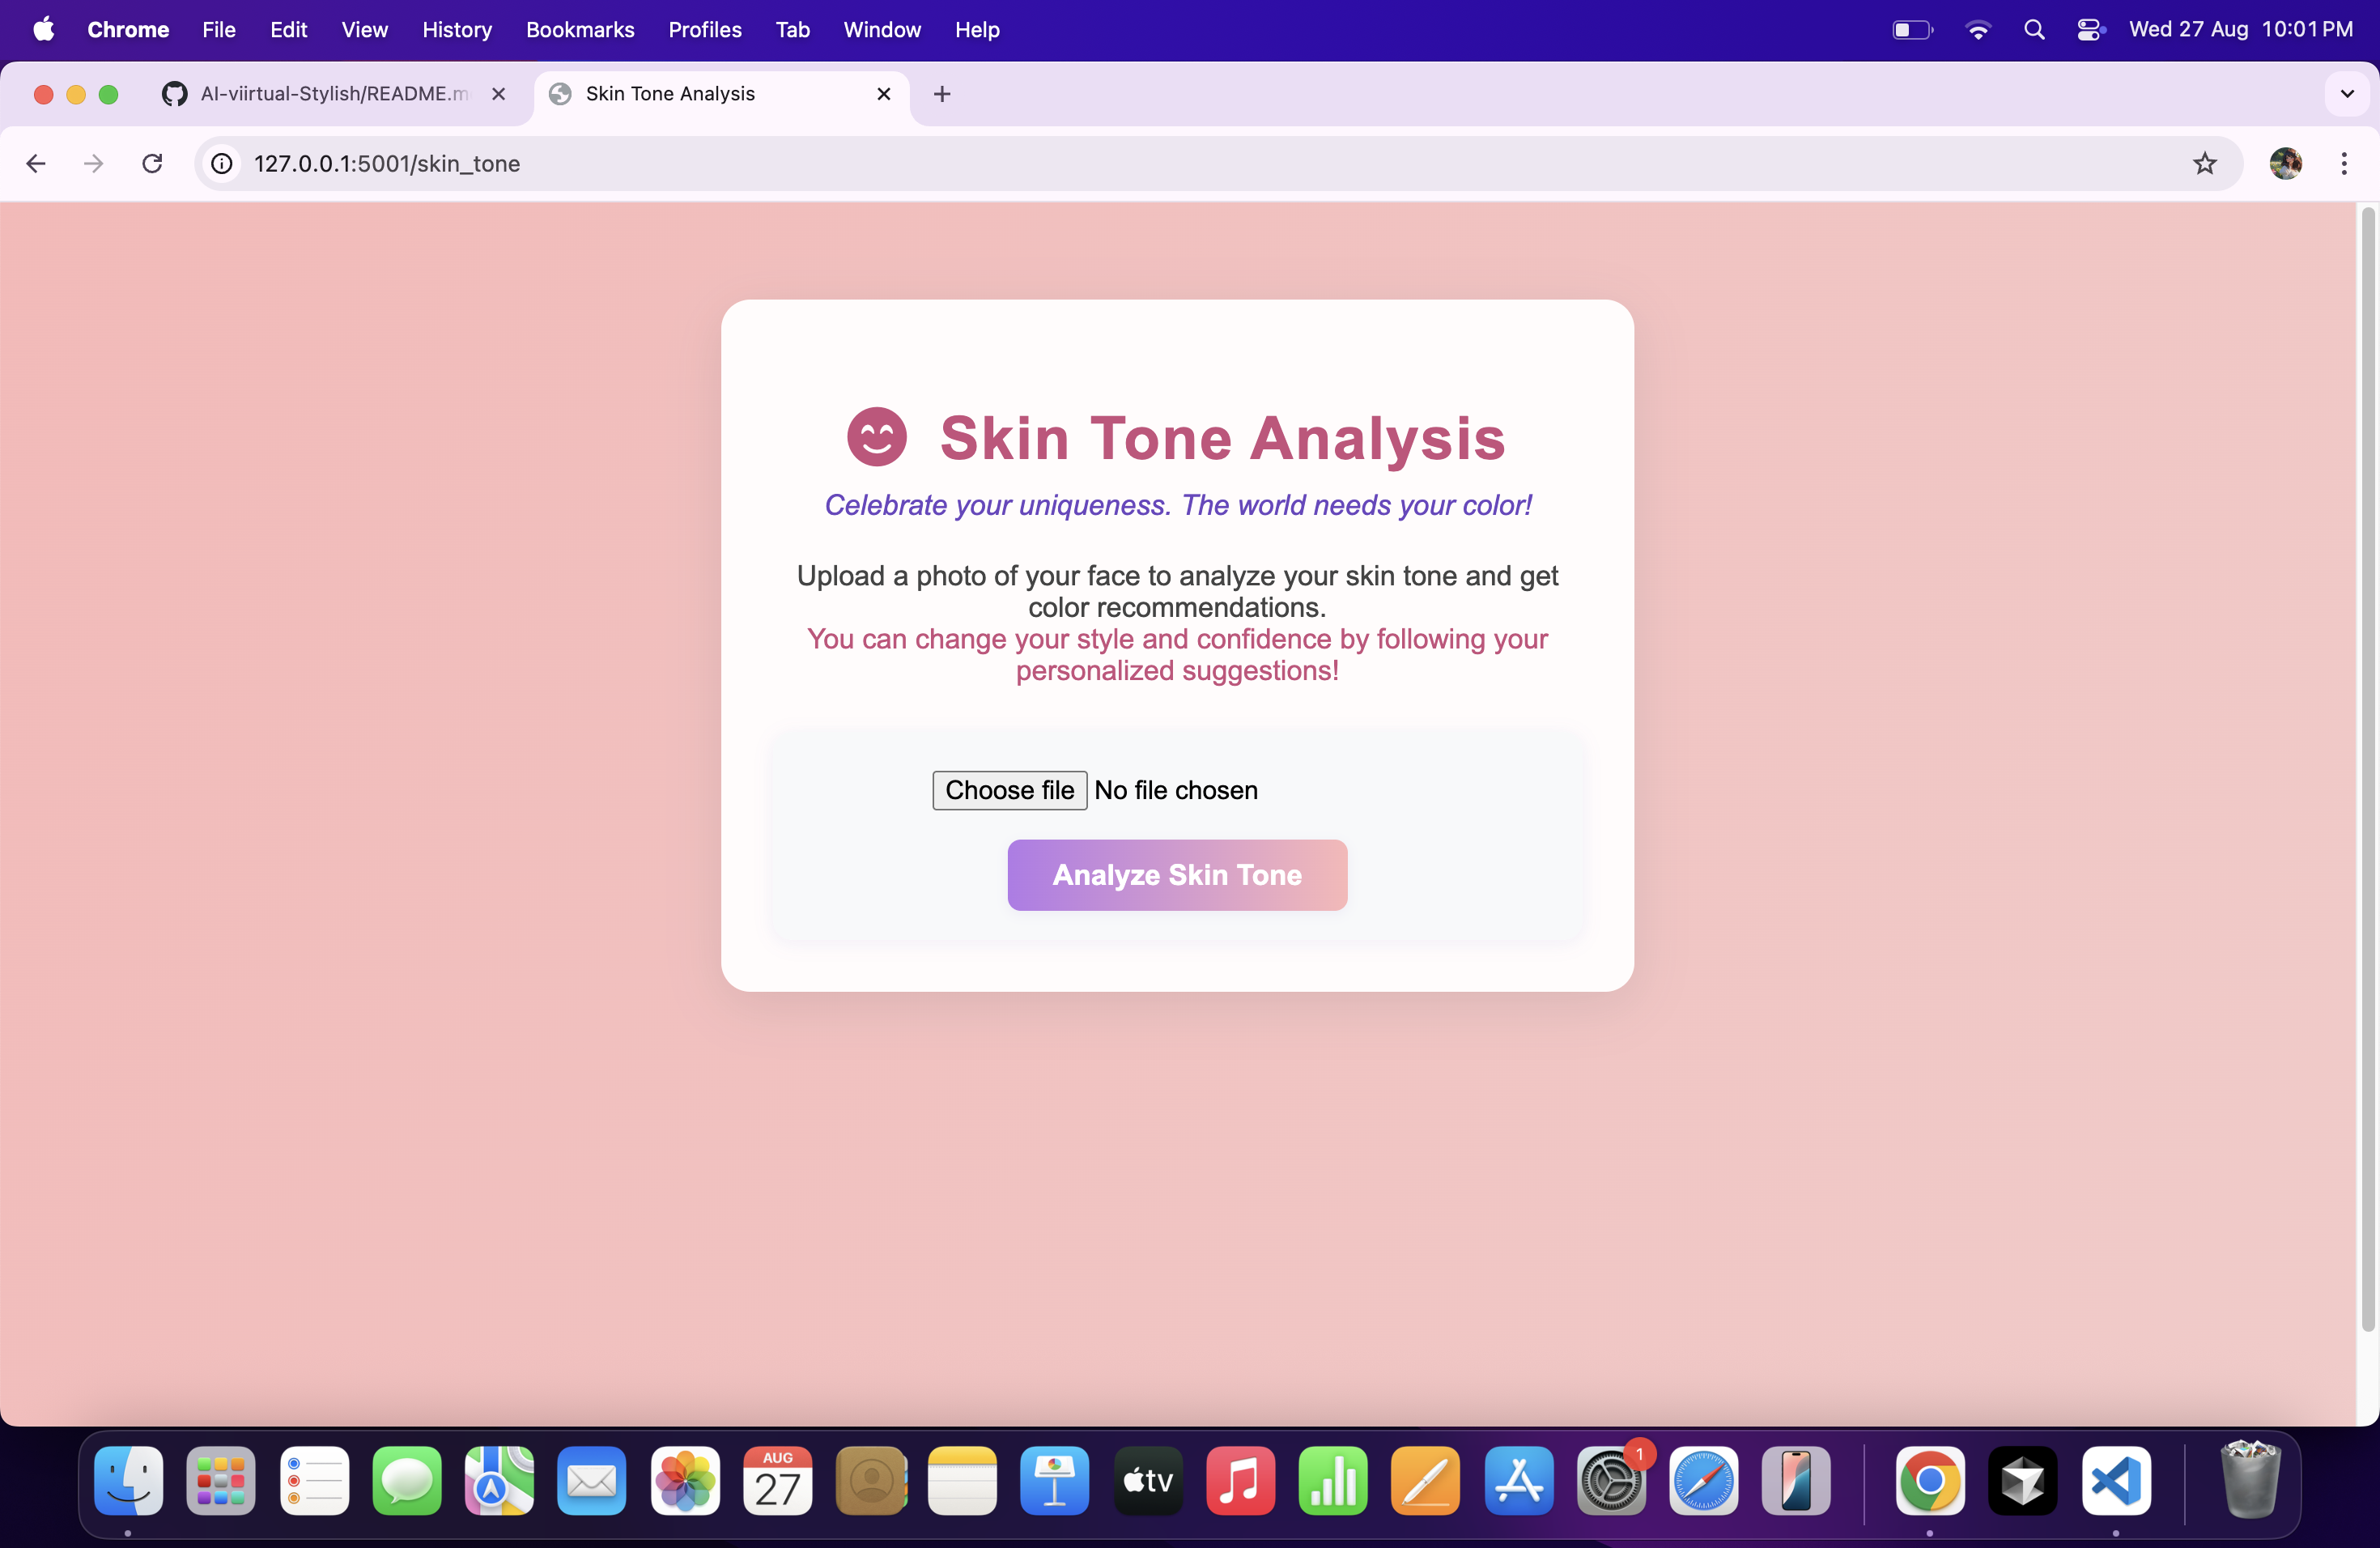 Chrome File Edit View History Bookmarks Profiles Tab Window Help Wed 27 Aug 10:01 PM
AI-viirtual-Stylish/README.m Skin Tone Analysis
127.0.0.1:5001/skin_tone
Skin Tone Analysis
Celebrate your uniqueness. The world needs your color!
Upload a photo of your face to analyze your skin tone and get
color recommendations.
You can change your style and confidence by following your
personalized suggestions!
Choose file No file chosen
Analyze Skin Tone
AUG
27
tv
1